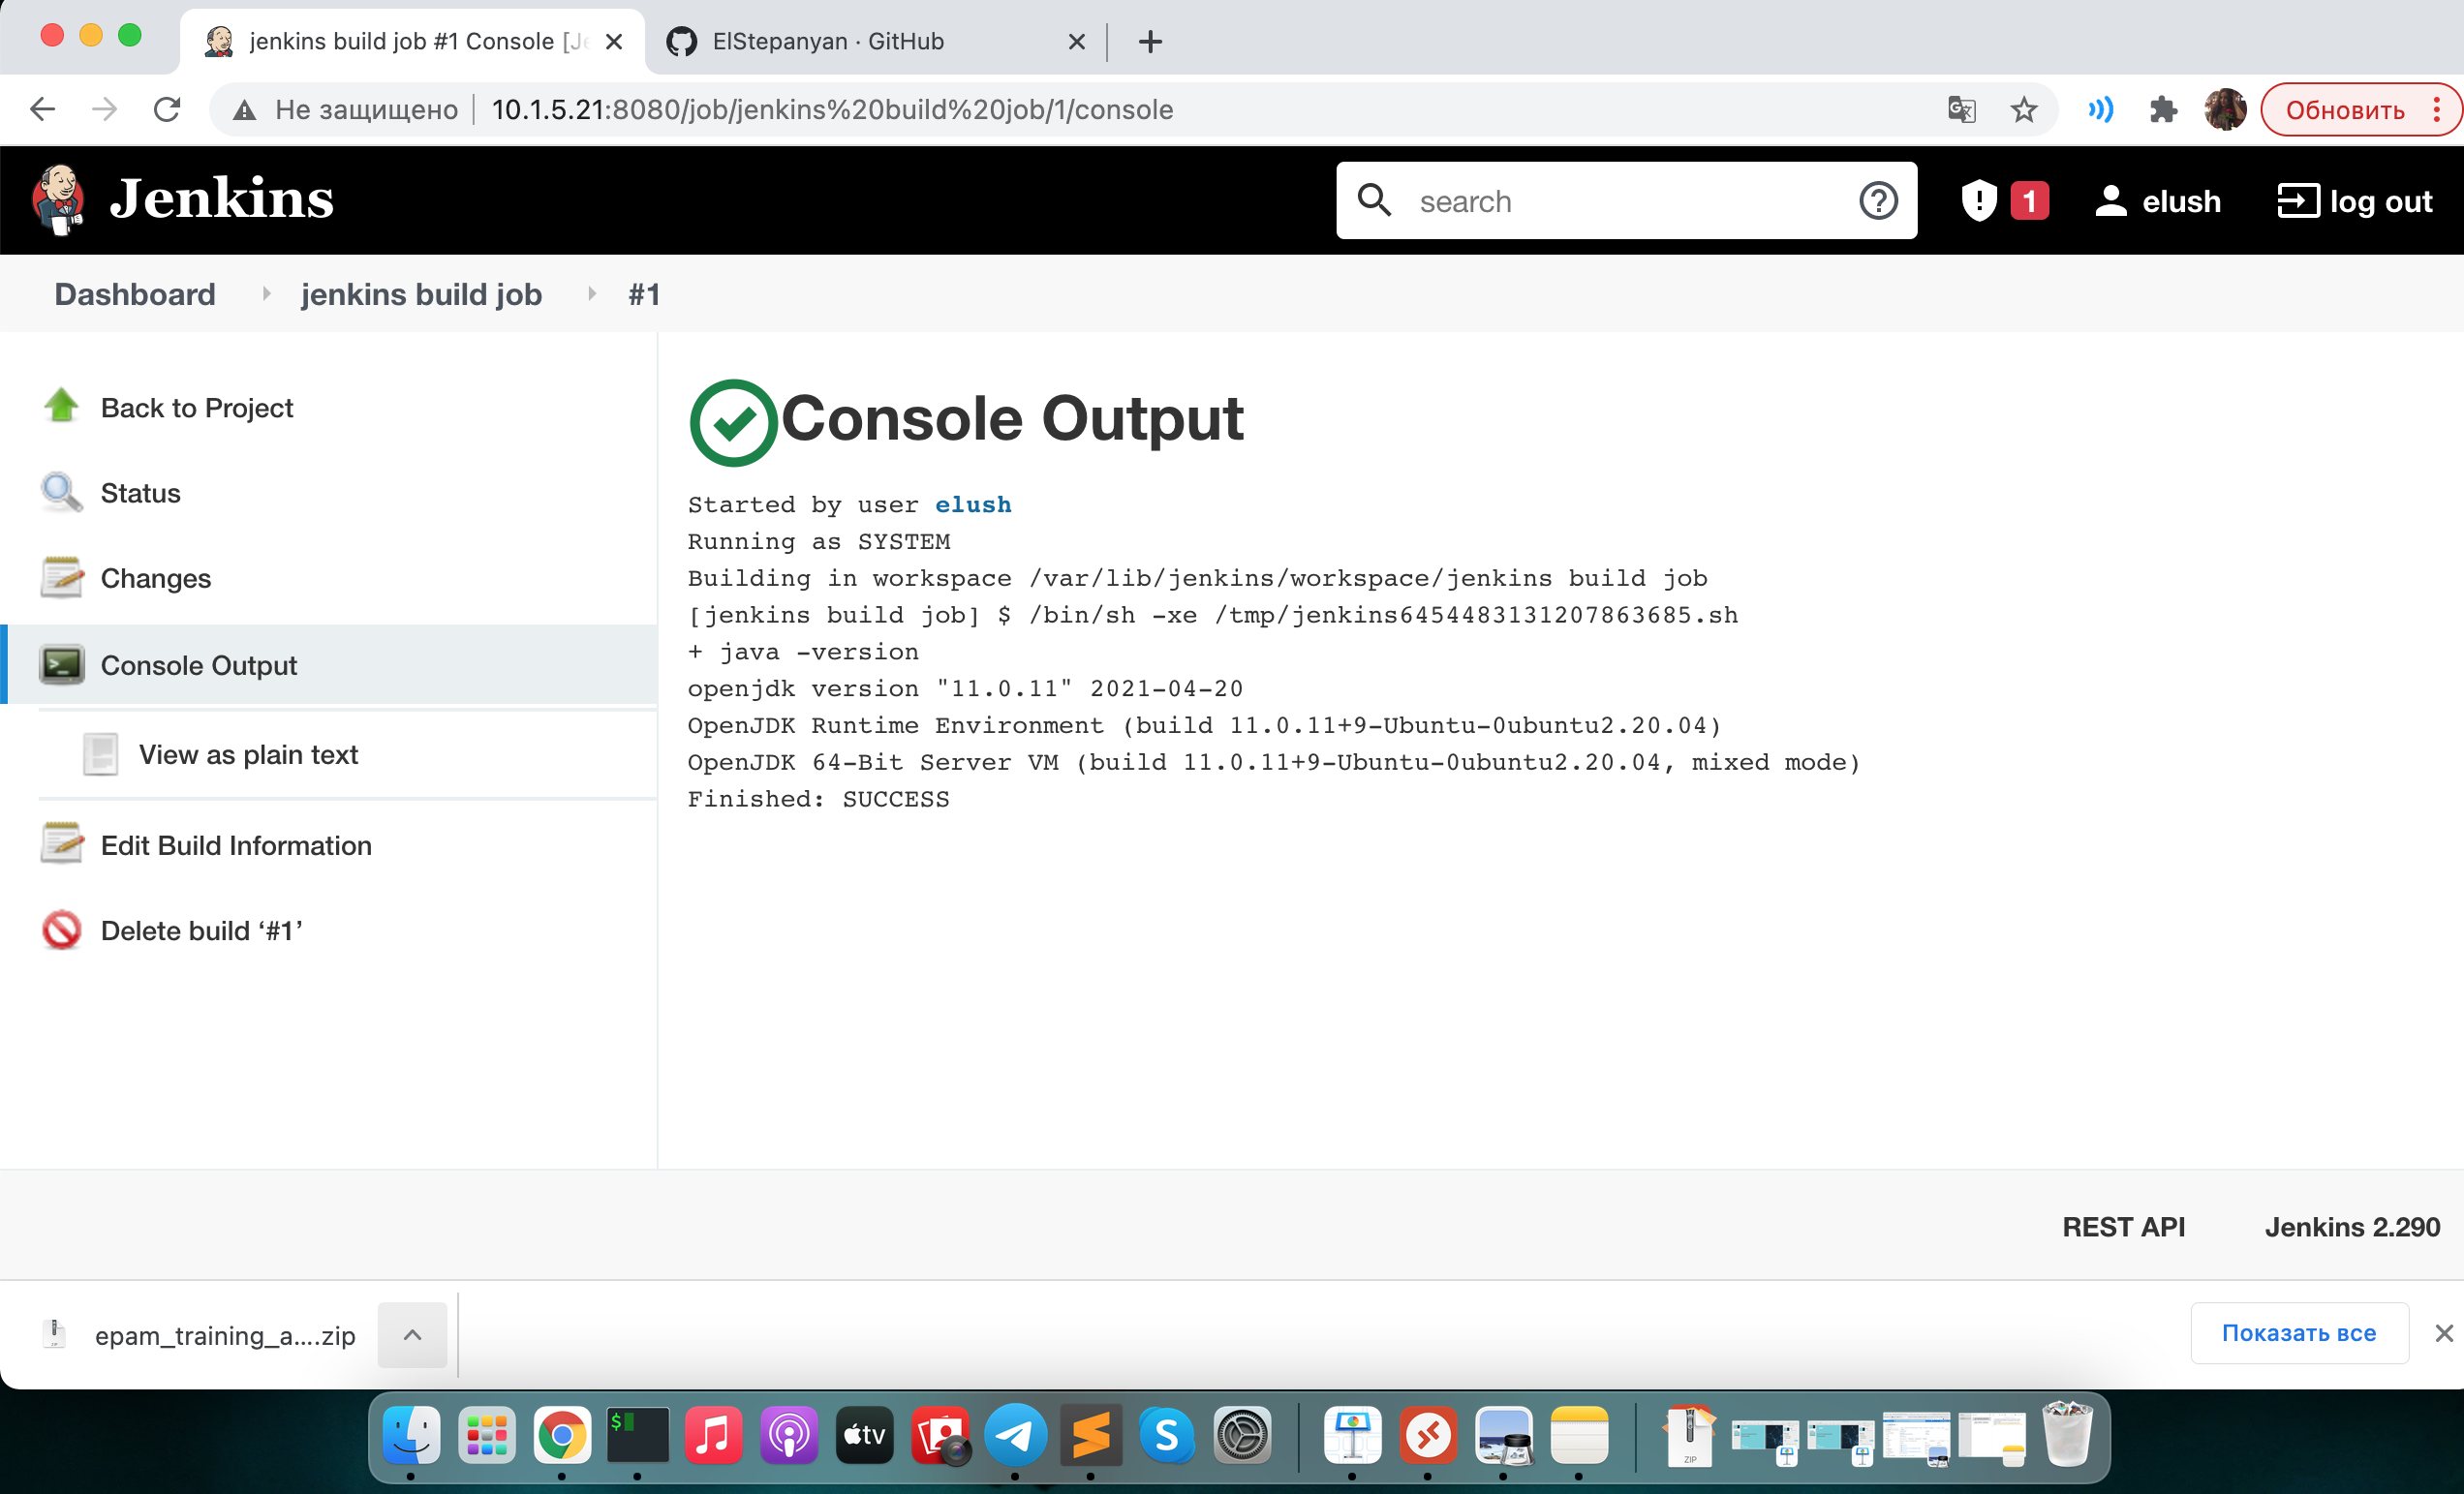 jenkins build job #1 Console [Je
ElStepanyan · GitHub
Не защищено
10.1.5.21:8080/job/jenkins%20build%20job/1/console
Обновить
Jenkins
search
1
elush
log out
Dashboard
jenkins build job
#1
Back to Project
Status
Changes
Console Output
View as plain text
Edit Build Information
Delete build ‘#1’
Console Output
Started by user elush
Running as SYSTEM
Building in workspace /var/lib/jenkins/workspace/jenkins build job
[jenkins build job] $ /bin/sh -xe /tmp/jenkins6454483131207863685.sh
+ java -version
openjdk version "11.0.11" 2021-04-20
OpenJDK Runtime Environment (build 11.0.11+9-Ubuntu-0ubuntu2.20.04)
OpenJDK 64-Bit Server VM (build 11.0.11+9-Ubuntu-0ubuntu2.20.04, mixed mode)
Finished: SUCCESS
REST API
Jenkins 2.290
epam_training_a....zip
Показать все
tv
ZIP